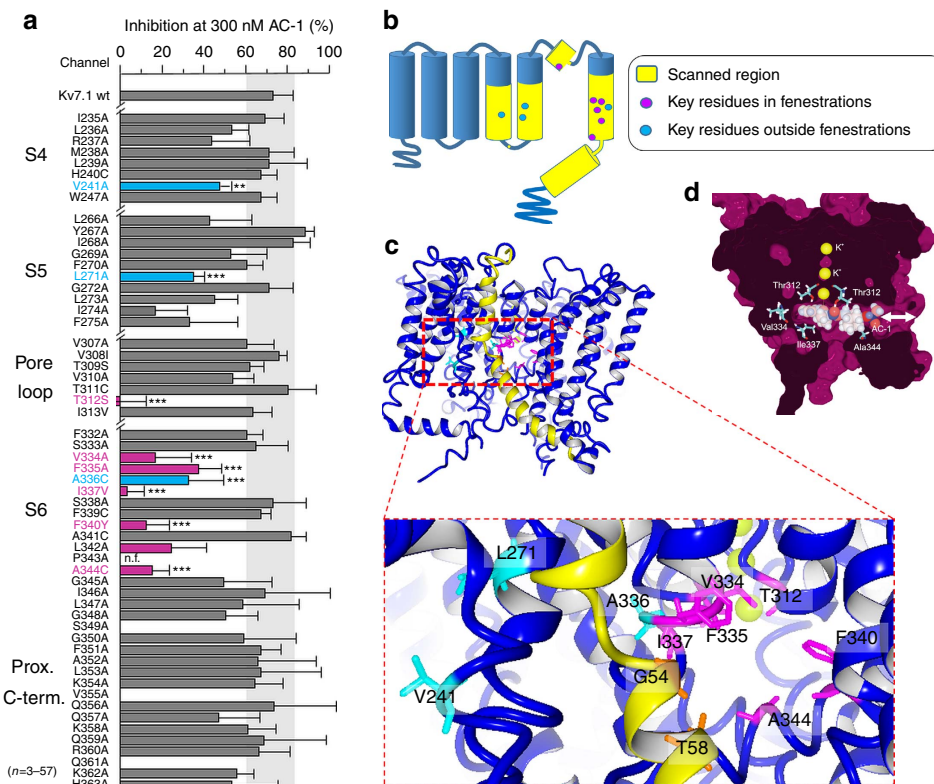 a
Inhibition at 300 nM AC-1 (%)
0 20 40 60 80 100
Channel
Kv7.1 wt
S4
I235A
L236A
R237A
M238A
L239A
H240C
V241A **
W247A
S5
L266A
Y267A
I268A
G269A
F270A
L271A ***
G272A
L273A
I274A
F275A
Pore
loop
V307A
V308I
T309S
V310A
T311C
T312S ***
I313V
S6
F332A
S333A
V334A ***
F335A ***
A336C ***
I337V ***
S338A
F339C
F340Y ***
A341C
L342A
P343A n.f.
A344C ***
G345A
I346A
L347A
G348A
S349A
Prox.
C-term.
G350A
F351A
A352A
L353A
K354A
V355A
Q356A
Q357A
K358A
Q359A
R360A
Q361A
K362A
(n=3–57)
b
Scanned region
Key residues in fenestrations
Key residues outside fenestrations
c
L271
V241
A336
I337
G54
T58
V334
F335
T312
F340
A344
d
K+
K+
Thr312
Thr312
Val334
Ile337
AC-1
Ala344